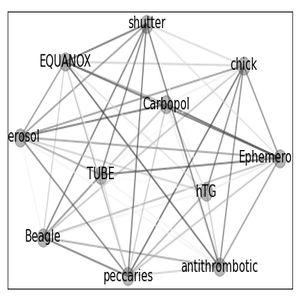 shutter
EQUANOX
chick
Carbopol
erosol
Ephemero
TUBE
hTG
Beagle
antithrombotic
peccaries